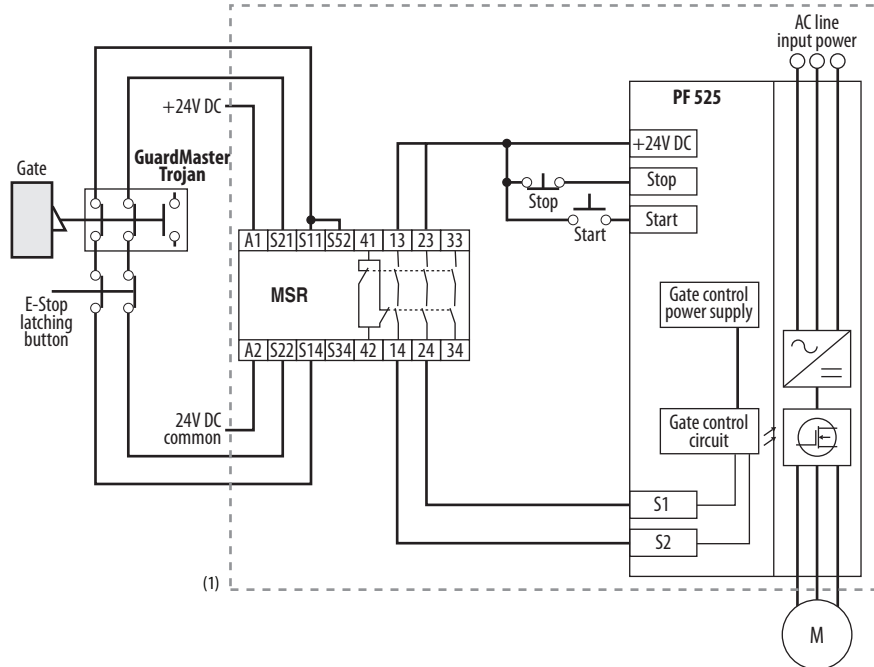 AC line
input power
PF 525
+24V DC
+24V DC
Gate
GuardMaster
Trojan
Stop
Stop
Start
Start
A1 S21 S11 S52 41 13 23 33
MSR
Gate control
power supply
E-Stop
latching
button
A2 S22 S14 S34 42 14 24 34
24V DC
common
Gate control
circuit
S1
S2
(1)
M